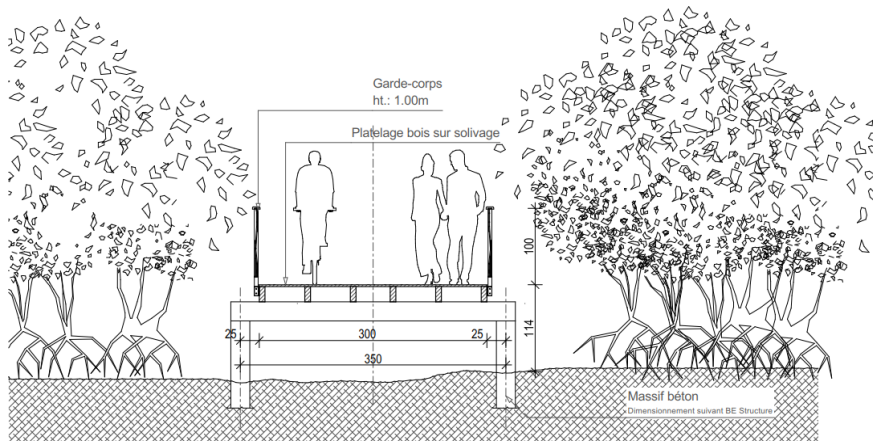 Garde-corps
ht.: 1.00m
Platelage bois sur solivage
100
25
300
25
114
350
Massif béton
Dimensionnement suivant BE Structure